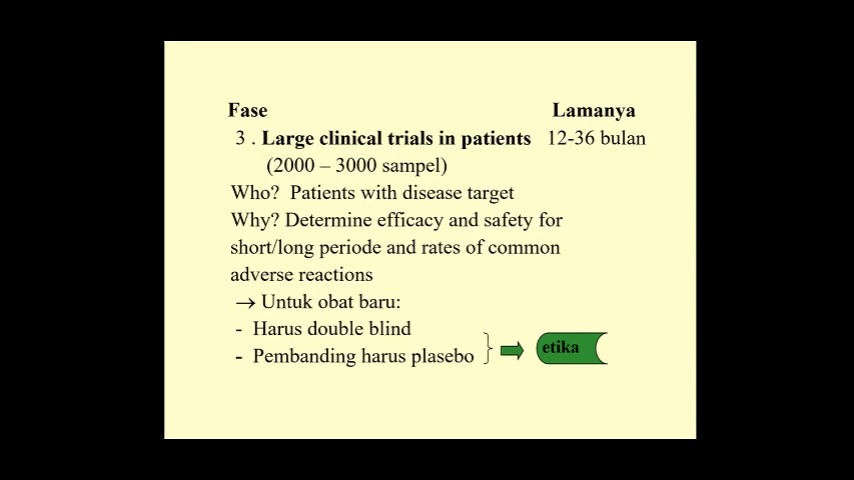 Fase Lamanya
3 . Large clinical trials in patients 12-36 bulan
(2000 – 3000 sampel)
Who? Patients with disease target
Why? Determine efficacy and safety for
short/long periode and rates of common
adverse reactions
→ Untuk obat baru:
- Harus double blind
- Pembanding harus plasebo
etika